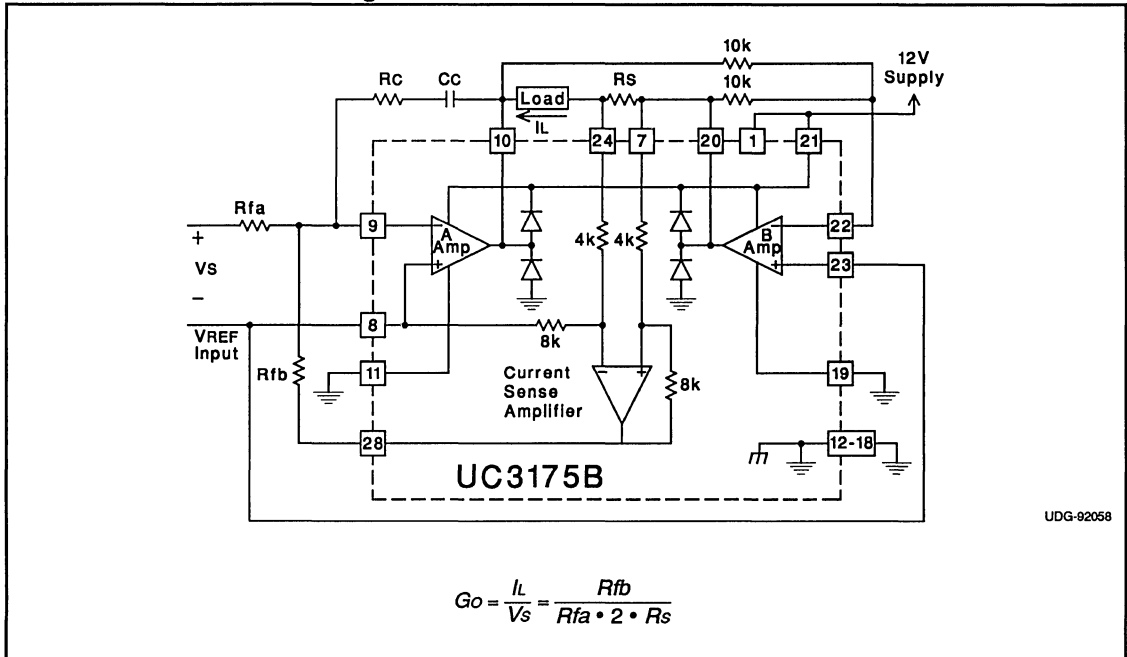 10k
12V
Supply
RC
CC
RS
10k
Load
IL
10
24
7
20
1
21
Rfa
9
A
Amp
4k
4k
B
Amp
22
23
+
Vs
−
8
8k
VREF
Input
Rfb
11
Current
Sense
Amplifier
8k
19
28
12-18
UC3175B
UDG-92058
Go = IL / Vs = Rfb / Rfa • 2 • Rs